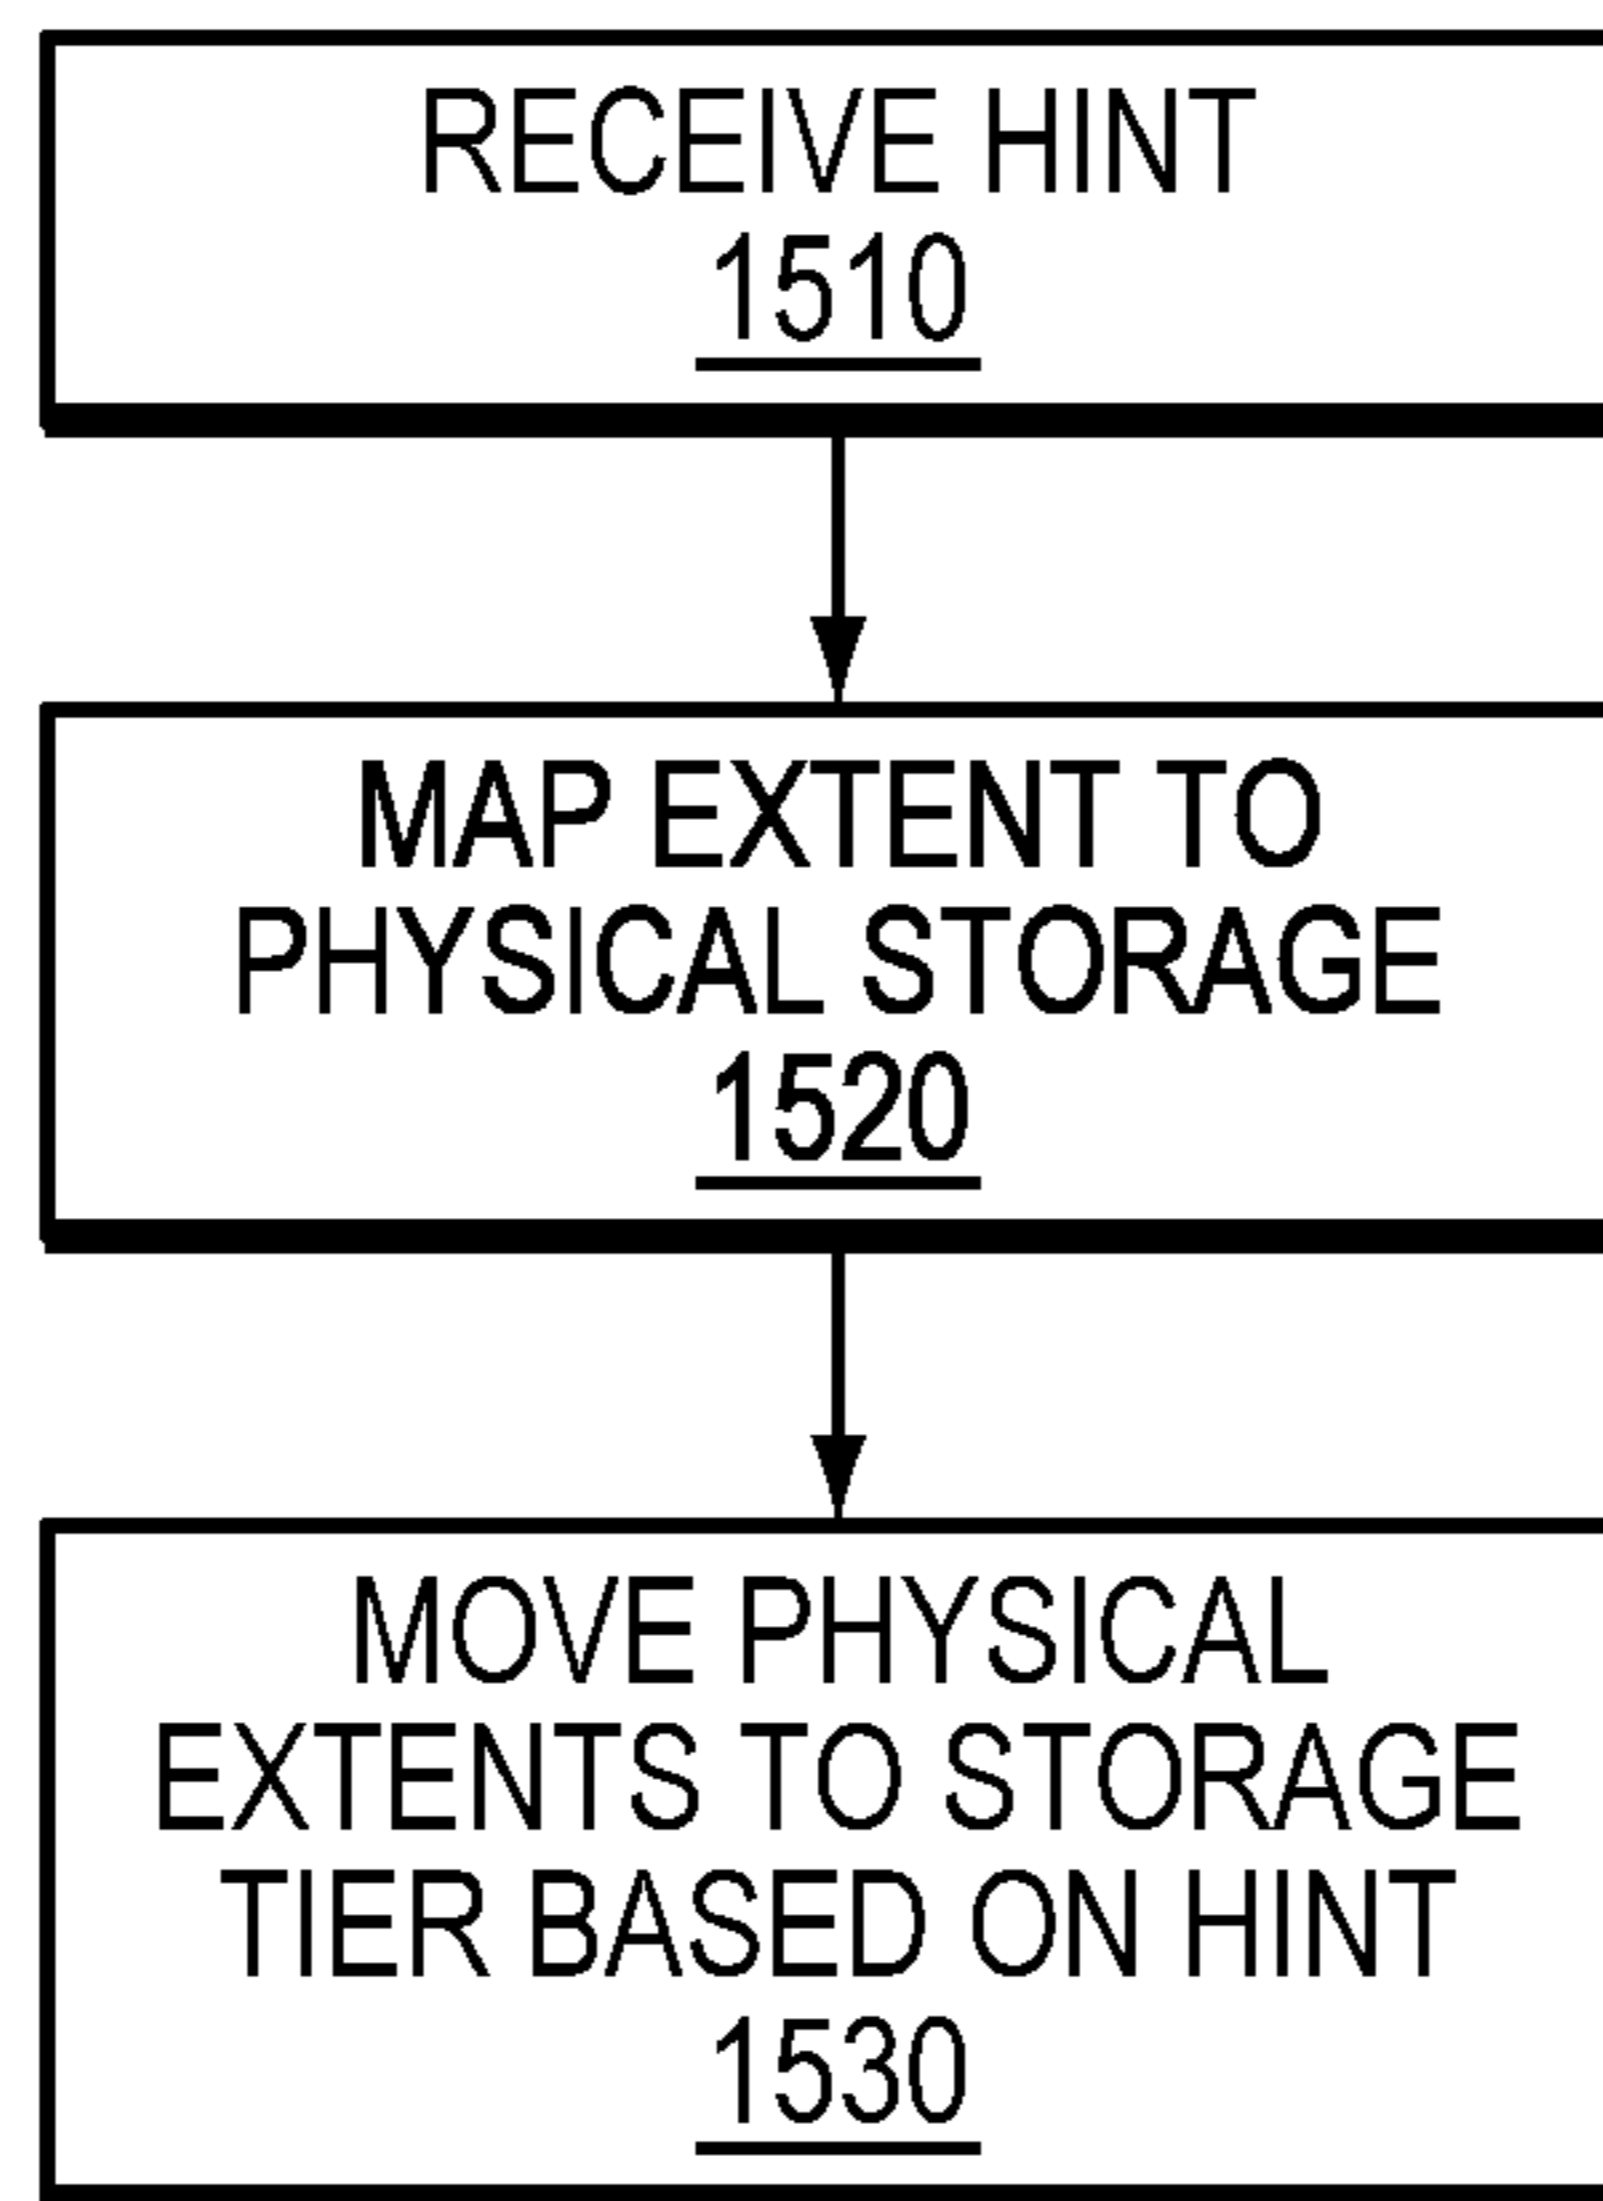 RECEIVE HINT
1510
MAP EXTENT TO
PHYSICAL STORAGE
1520
MOVE PHYSICAL
EXTENTS TO STORAGE
TIER BASED ON HINT
1530